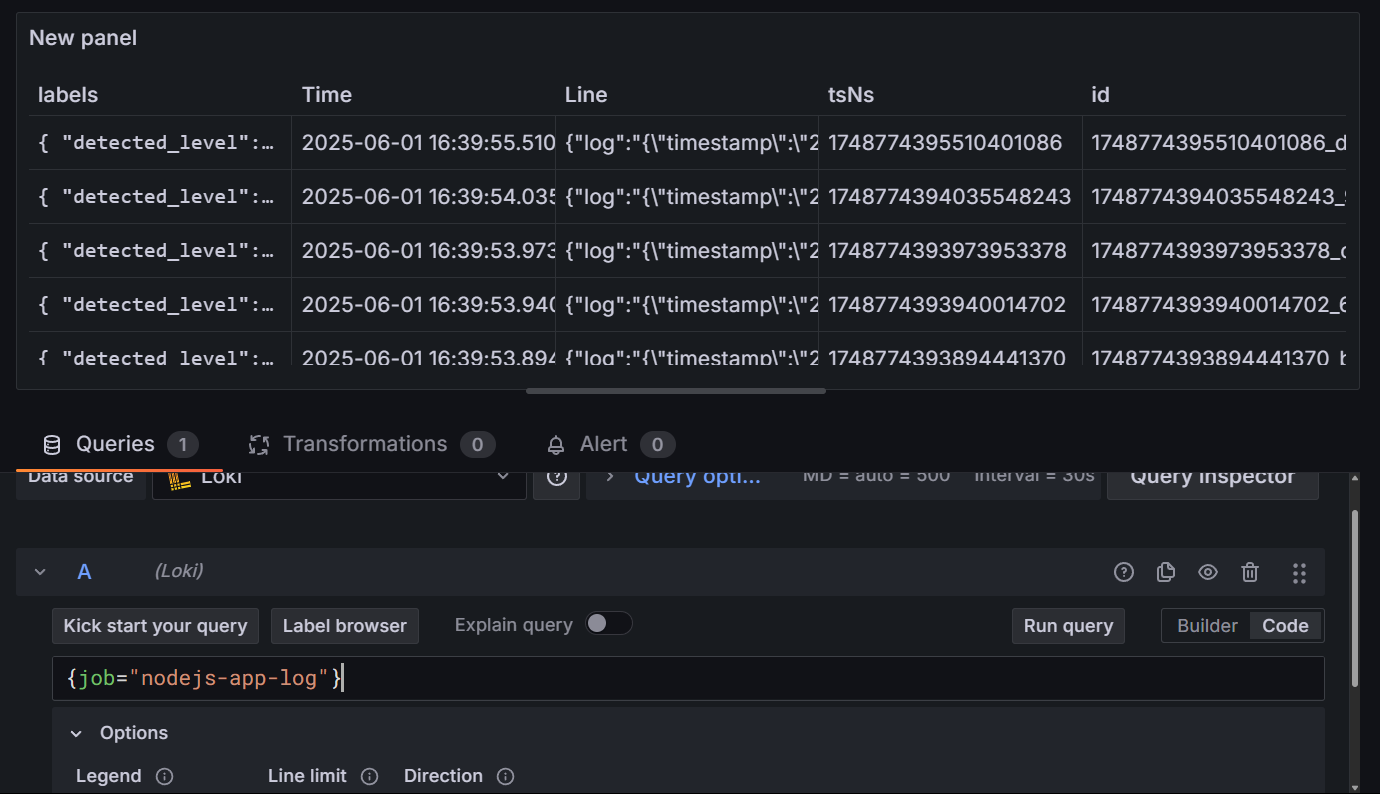 New panel
labels Time Line tsNs id
{ "detected_level":… 2025-06-01 16:39:55.510 {"log":"{\"timestamp\":\"2 1748774395510401086 1748774395510401086_d
{ "detected_level":… 2025-06-01 16:39:54.035 {"log":"{\"timestamp\":\"2 1748774394035548243 1748774394035548243_
{ "detected_level":… 2025-06-01 16:39:53.973 {"log":"{\"timestamp\":\"2 1748774393973953378 1748774393973953378_
{ "detected_level":… 2025-06-01 16:39:53.940 {"log":"{\"timestamp\":\"2 1748774393940014702 1748774393940014702_6
{ "detected_level":… 2025-06-01 16:39:53.894 {"log":"{\"timestamp\":\"2 1748774393894441370 1748774393894441370_b
Queries 1 Transformations 0 Alert 0
Data source Loki Query opti... MD = auto = 500 Interval = 30s Query inspector
A (Loki)
Kick start your query Label browser Explain query Run query Builder Code
{job="nodejs-app-log"}
Options
Legend Line limit Direction